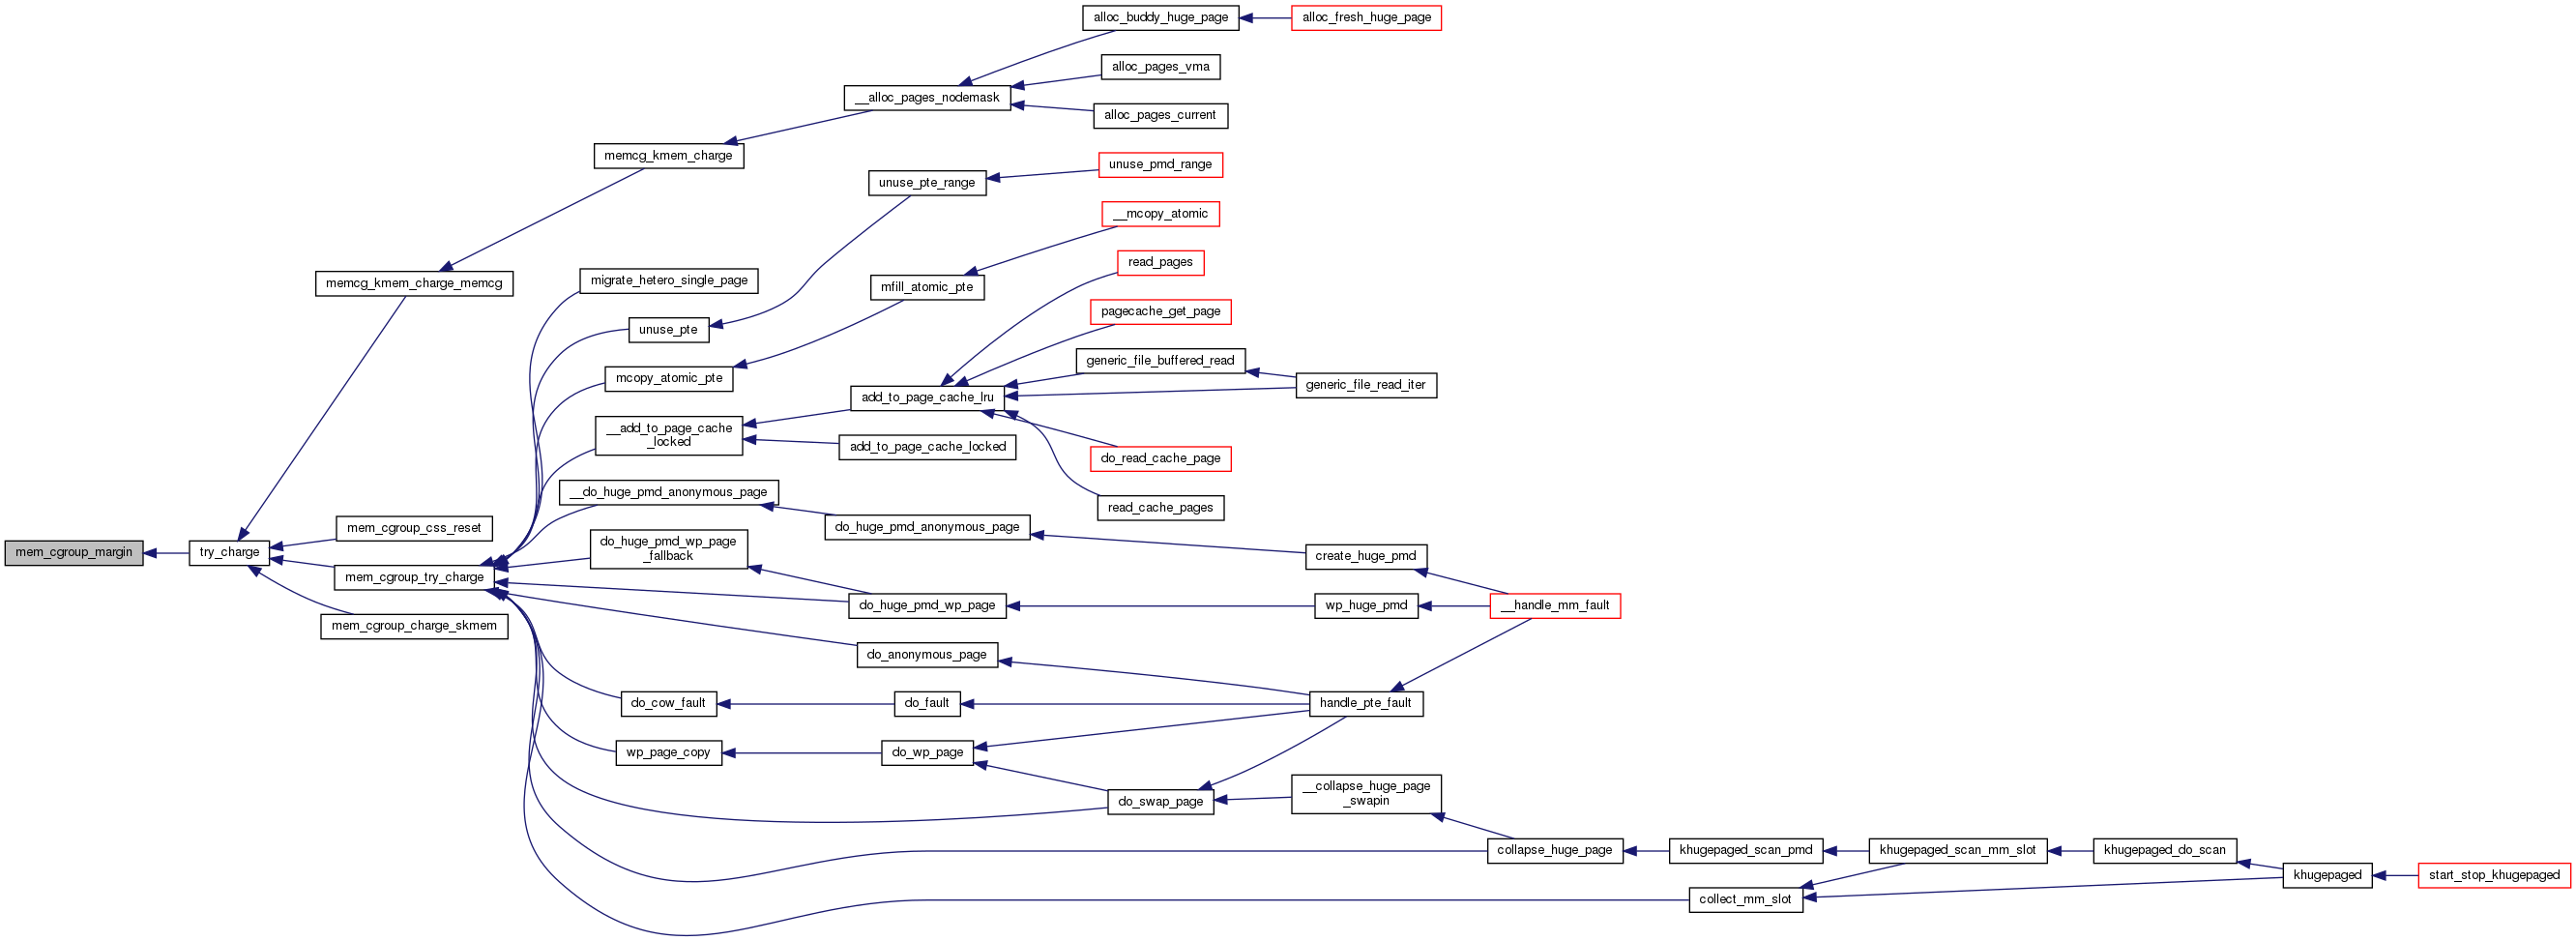 alloc_buddy_huge_page
alloc_fresh_huge_page
alloc_pages_vma
__alloc_pages_nodemask
alloc_pages_current
memcg_kmem_charge
unuse_pmd_range
unuse_pte_range
__mcopy_atomic
read_pages
memcg_kmem_charge_memcg
migrate_hetero_single_page
mfill_atomic_pte
pagecache_get_page
unuse_pte
generic_file_buffered_read
mcopy_atomic_pte
generic_file_read_iter
add_to_page_cache_lru
__add_to_page_cache
_locked
add_to_page_cache_locked
do_read_cache_page
__do_huge_pmd_anonymous_page
read_cache_pages
mem_cgroup_css_reset
do_huge_pmd_anonymous_page
mem_cgroup_margin
try_charge
do_huge_pmd_wp_page
_fallback
create_huge_pmd
mem_cgroup_try_charge
do_huge_pmd_wp_page
wp_huge_pmd
__handle_mm_fault
mem_cgroup_charge_skmem
do_anonymous_page
do_cow_fault
do_fault
handle_pte_fault
wp_page_copy
do_wp_page
do_swap_page
__collapse_huge_page
_swapin
collapse_huge_page
khugepaged_scan_pmd
khugepaged_scan_mm_slot
khugepaged_do_scan
khugepaged
start_stop_khugepaged
collect_mm_slot